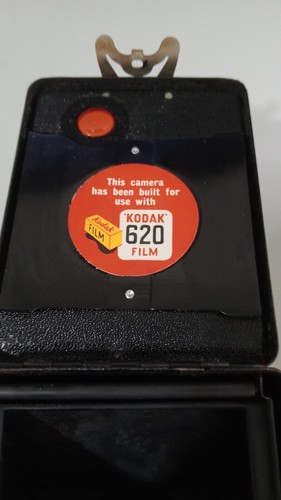 This camera
has been built for
use with
Kodak
FILM
'KODAK'
620
FILM